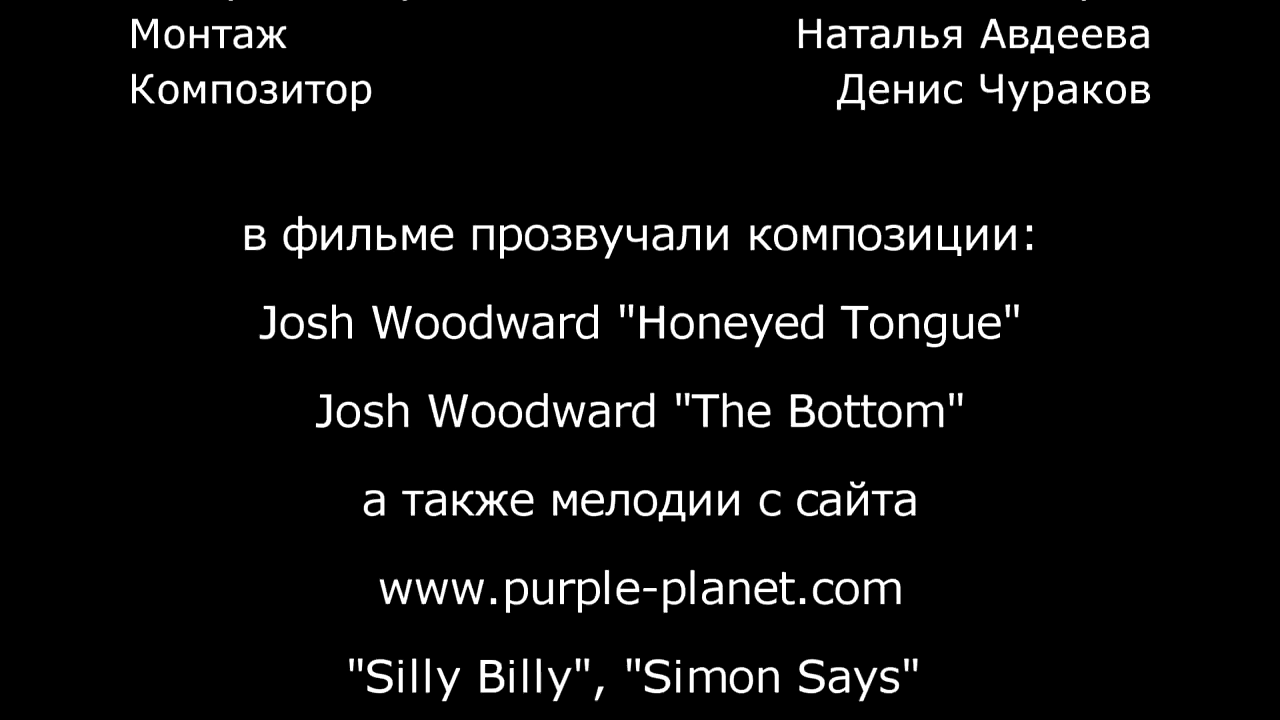 Монтаж Наталья Авдеева
Композитор Денис Чураков
в фильме прозвучали композиции:
Josh Woodward "Honeyed Tongue"
Josh Woodward "The Bottom"
а также мелодии с сайта
www.purple-planet.com
"Silly Billy", "Simon Says"